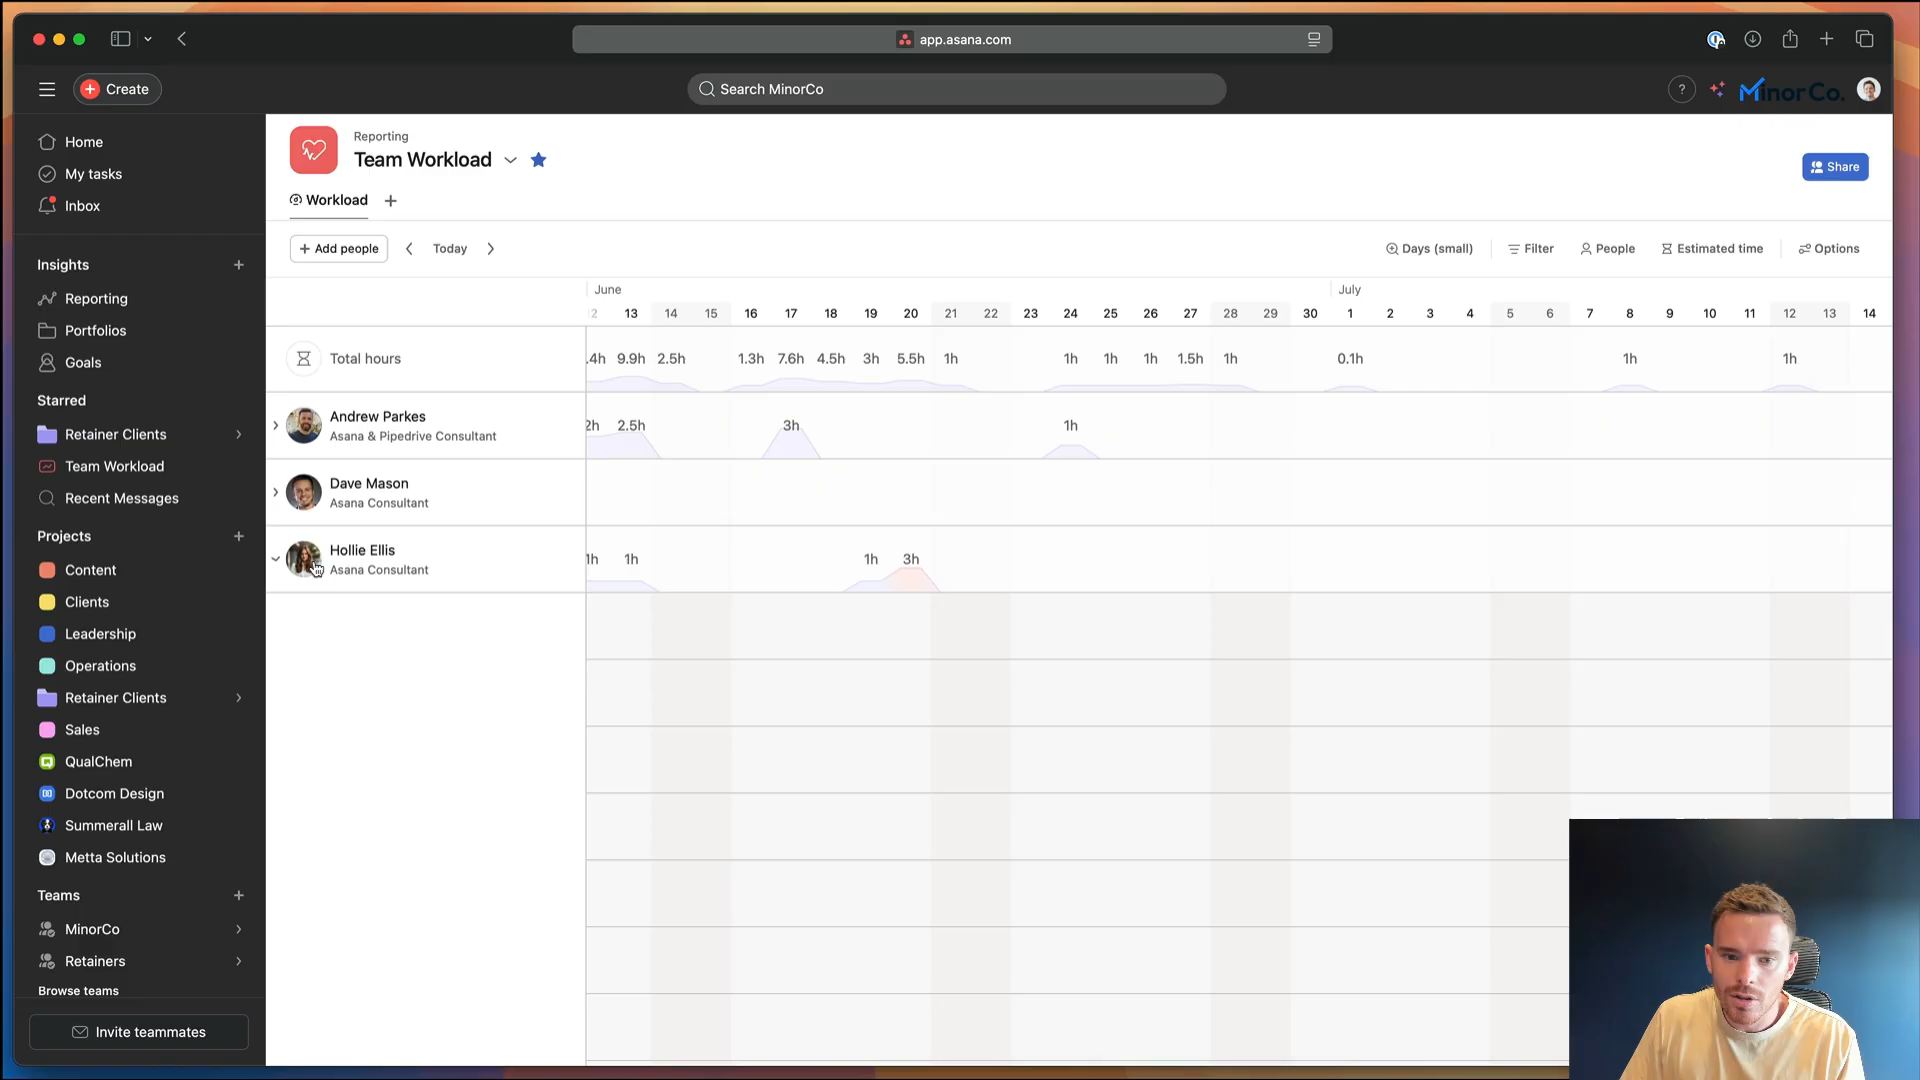 app.asana.com
Create
Search MinorCo
?
MinorCo.
Home
My tasks
Inbox
Insights
Reporting
Portfolios
Goals
Starred
Retainer Clients
Team Workload
Recent Messages
Projects
Content
Clients
Leadership
Operations
Retainer Clients
Sales
QualChem
Dotcom Design
Summerall Law
Metta Solutions
Teams
MinorCo
Retainers
Browse teams
Invite teammates
Reporting
Team Workload
Share
Workload
Add people
Today
Days (small)
Filter
People
Estimated time
Options
June
July
2 13 14 15 16 17 18 19 20 21 22 23 24 25 26 27 28 29 30 1 2 3 4 5 6 7 8 9 10 11 12 13 14
Total hours
.4h 9.9h 2.5h 1.3h 7.6h 4.5h 3h 5.5h 1h 1h 1h 1h 1.5h 1h 0.1h 1h 1h
Andrew Parkes
Asana & Pipedrive Consultant
2h 2.5h 3h 1h
Dave Mason
Asana Consultant
Hollie Ellis
Asana Consultant
1h 1h 1h 3h